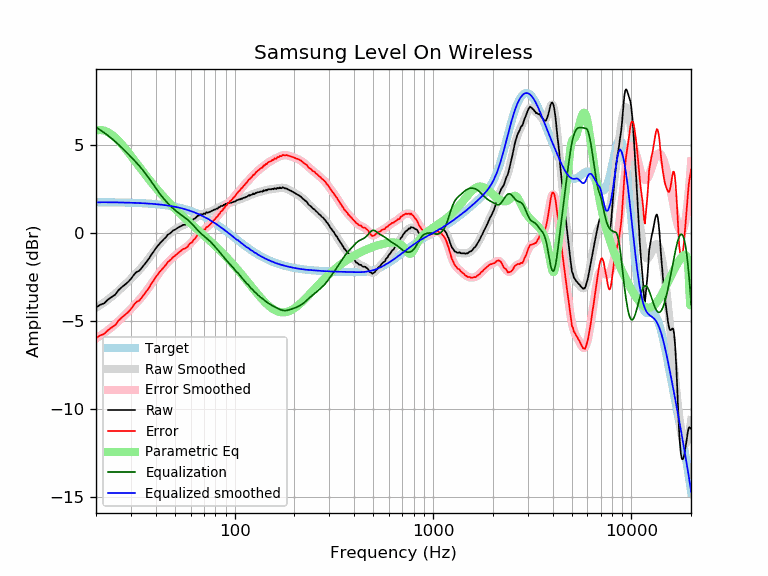 Samsung Level On Wireless
Amplitude (dBr)
5
0
−5
−10
−15
Target
Raw Smoothed
Error Smoothed
Raw
Error
Parametric Eq
Equalization
Equalized smoothed
100
1000
10000
Frequency (Hz)